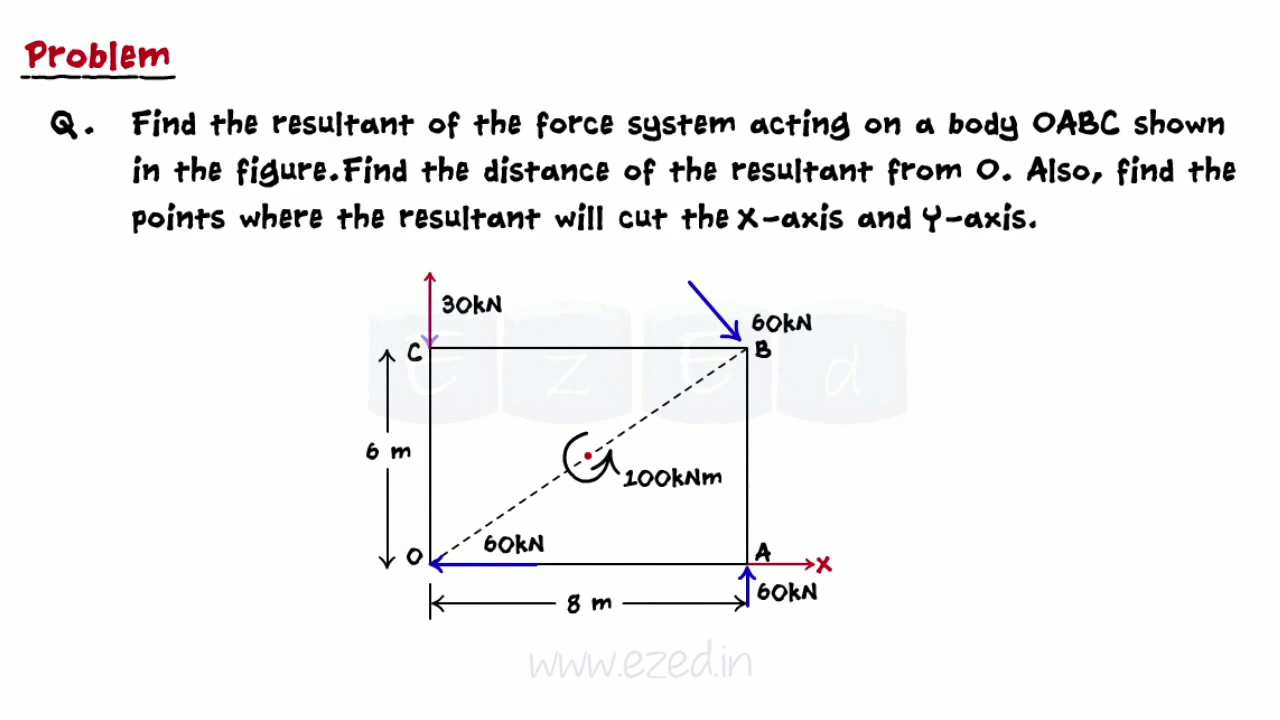 Problem
Q. Find the resultant of the force system acting on a body OABC shown
in the figure.Find the distance of the resultant from O. Also, find the
points where the resultant will cut the X-axis and Y-axis.
30kN
60kN
C
B
E z E d
6 m
100kNm
60kN
O
A
X
60kN
8 m
www.ezed.in